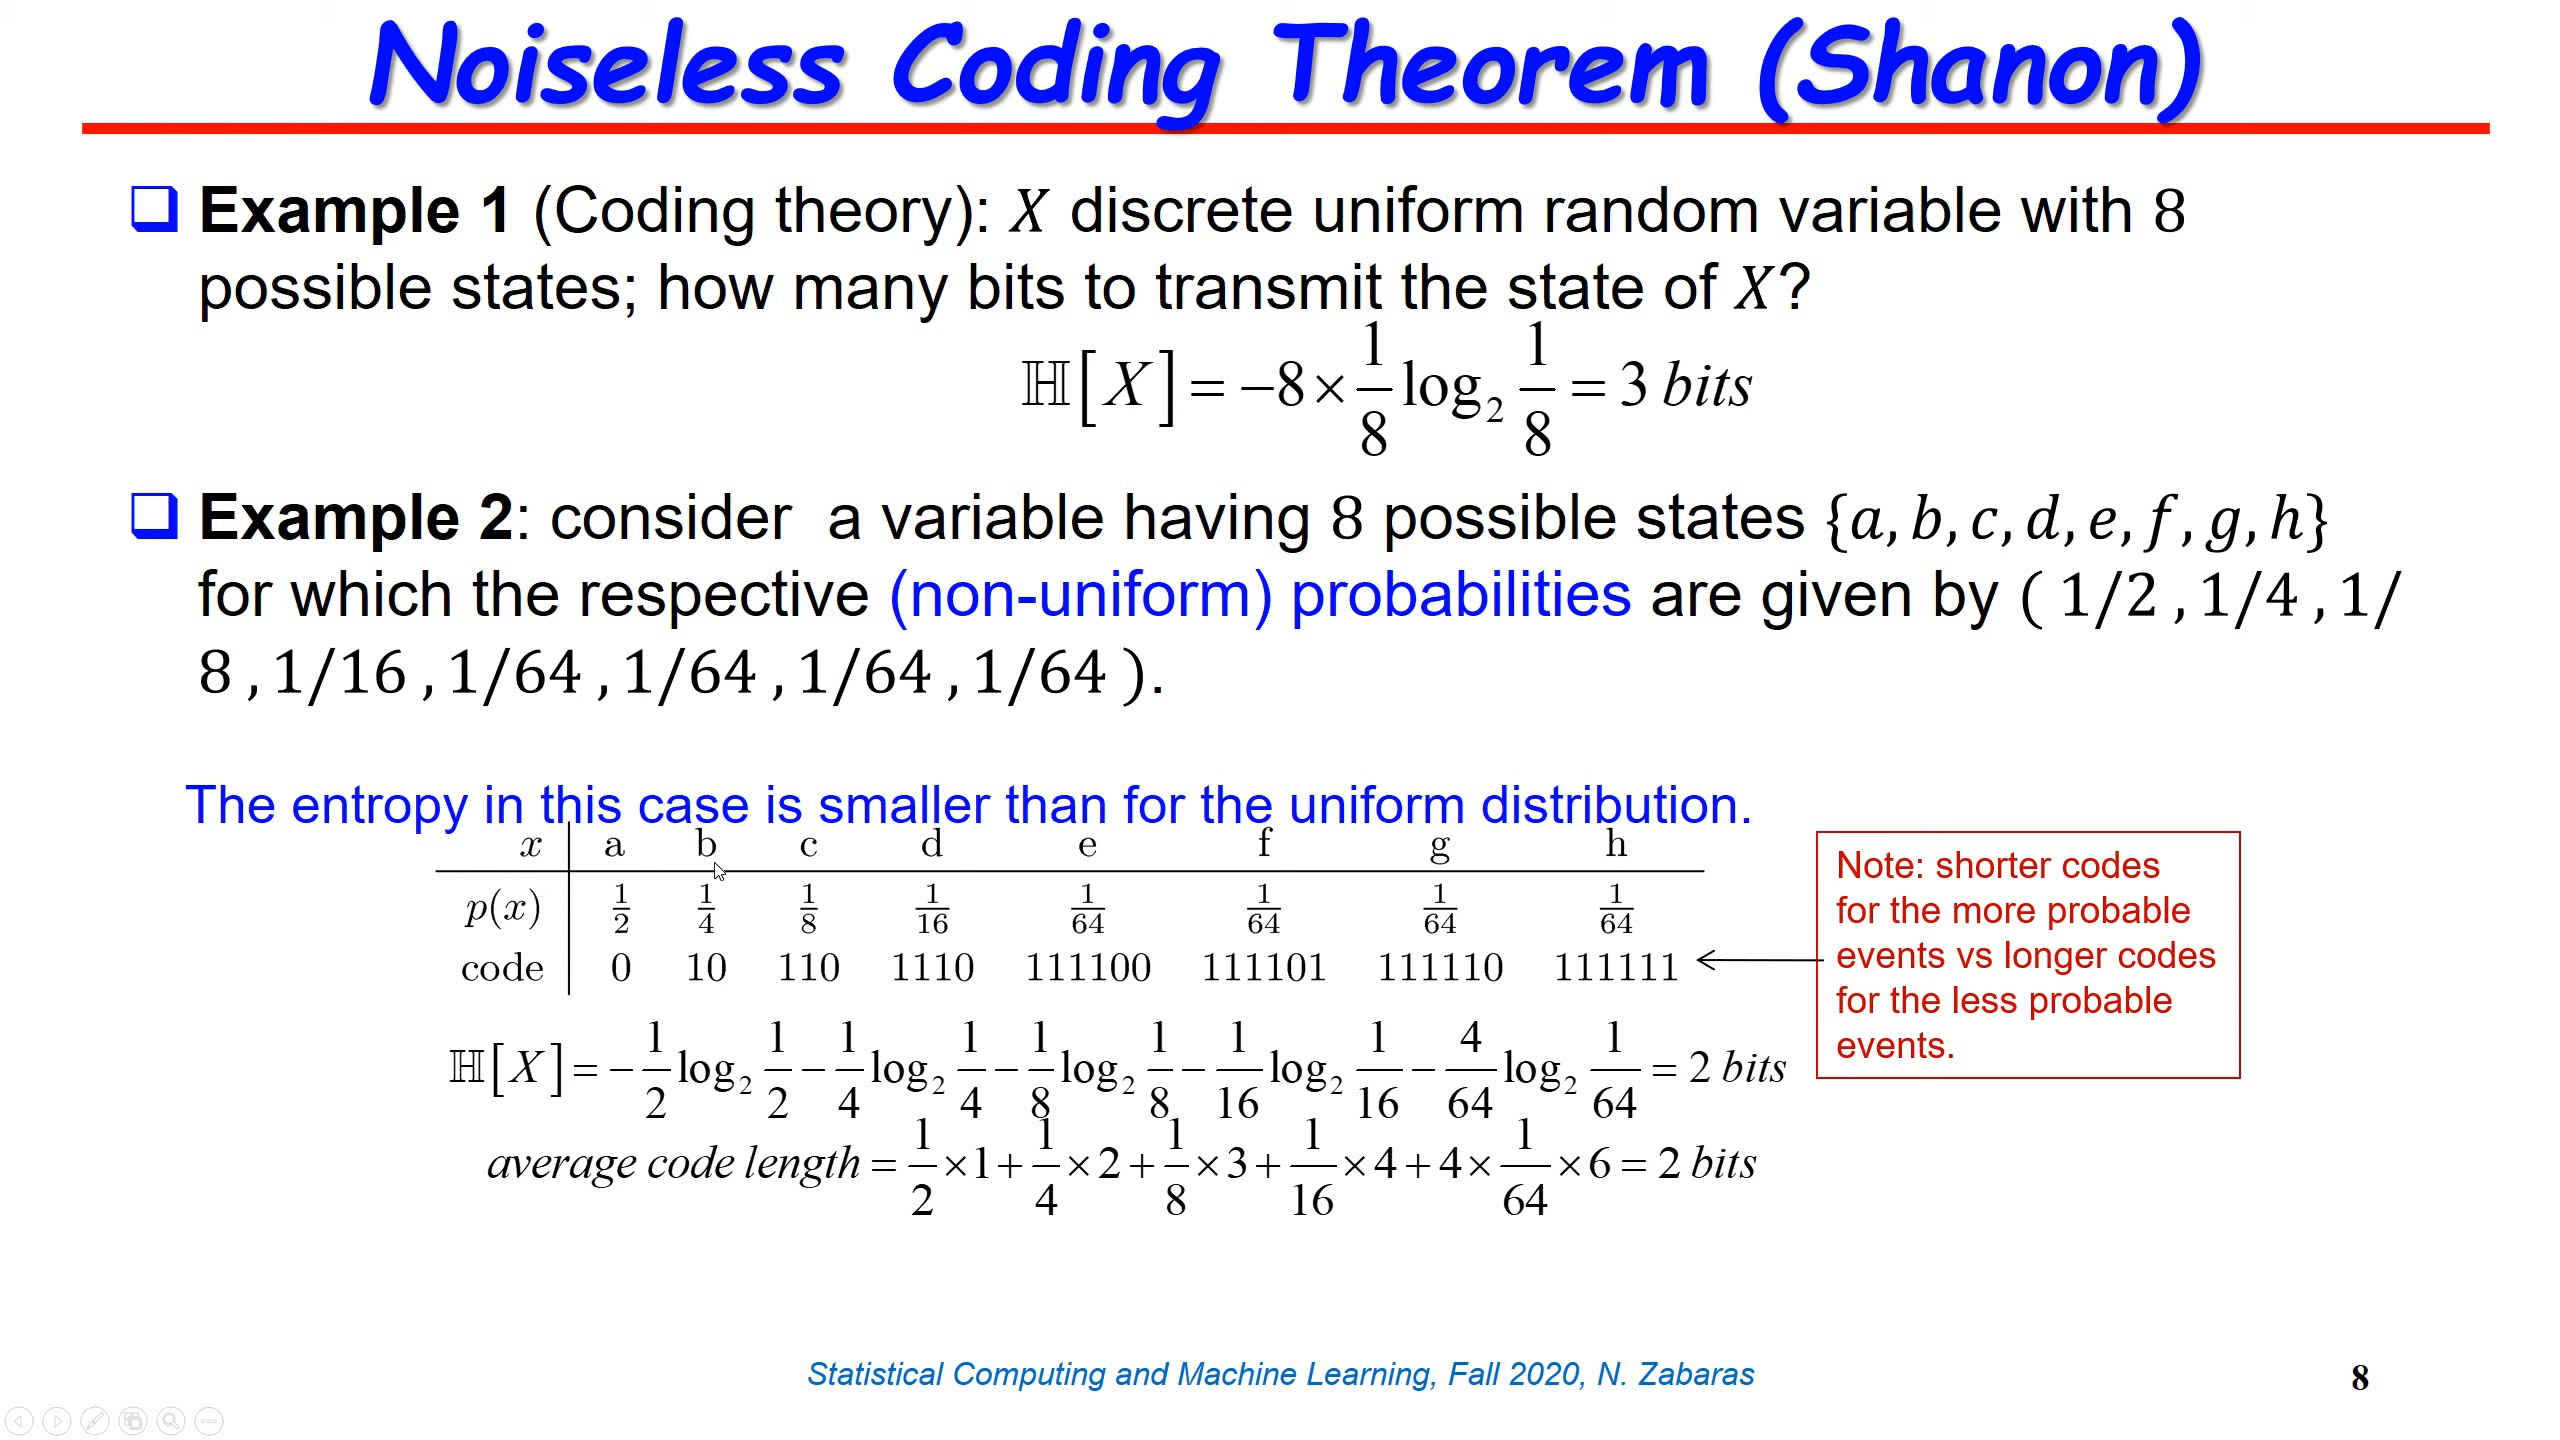 Noiseless Coding Theorem (Shanon)
❑ Example 1 (Coding theory): X discrete uniform random variable with 8
possible states; how many bits to transmit the state of X?
ℍ[X] = −8 × 1/8 log₂ 1/8 = 3 bits
❑ Example 2: consider a variable having 8 possible states {a, b, c, d, e, f, g, h}
for which the respective (non-uniform) probabilities are given by ( 1/2 , 1/4 , 1/
8 , 1/16 , 1/64 , 1/64 , 1/64 , 1/64 ).
The entropy in this case is smaller than for the uniform distribution.
x a b c d e f g h
p(x) 1/2 1/4 1/8 1/16 1/64 1/64 1/64 1/64
code 0 10 110 1110 111100 111101 111110 111111
Note: shorter codes
for the more probable
events vs longer codes
for the less probable
events.
ℍ[X] = − 1/2 log₂ 1/2 − 1/4 log₂ 1/4 − 1/8 log₂ 1/8 − 1/16 log₂ 1/16 − 4/64 log₂ 1/64 = 2 bits
average code length = 1/2 × 1 + 1/4 × 2 + 1/8 × 3 + 1/16 × 4 + 4 × 1/64 × 6 = 2 bits
Statistical Computing and Machine Learning, Fall 2020, N. Zabaras
8